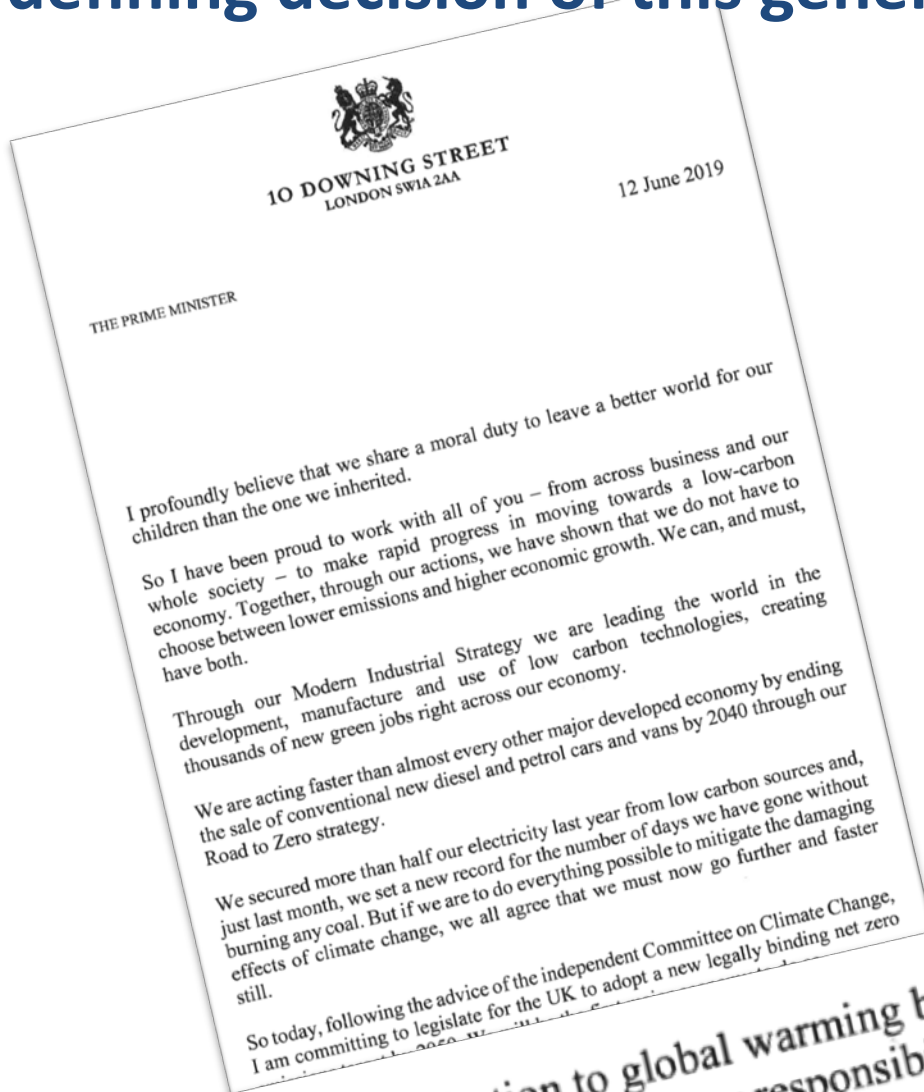 defining decision of this gener
10 DOWNING STREET
LONDON SW1A 2AA
12 June 2019
THE PRIME MINISTER
I profoundly believe that we share a moral duty to leave a better world for our
children than the one we inherited.
So I have been proud to work with all of you – from across business and our
whole society – to make rapid progress in moving towards a low-carbon
economy. Together, through our actions, we have shown that we do not have to
choose between lower emissions and higher economic growth. We can, and must,
have both.
Through our Modern Industrial Strategy we are leading the world in the
development, manufacture and use of low carbon technologies, creating
thousands of new green jobs right across our economy.
We are acting faster than almost every other major developed economy by ending
the sale of conventional new diesel and petrol cars and vans by 2040 through our
Road to Zero strategy.
We secured more than half our electricity last year from low carbon sources and,
just last month, we set a new record for the number of days we have gone without
burning any coal. But if we are to do everything possible to mitigate the damaging
effects of climate change, we all agree that we must now go further and faster
still.
So today, following the advice of the independent Committee on Climate Change,
I am committing to legislate for the UK to adopt a new legally binding net zero
to global warming